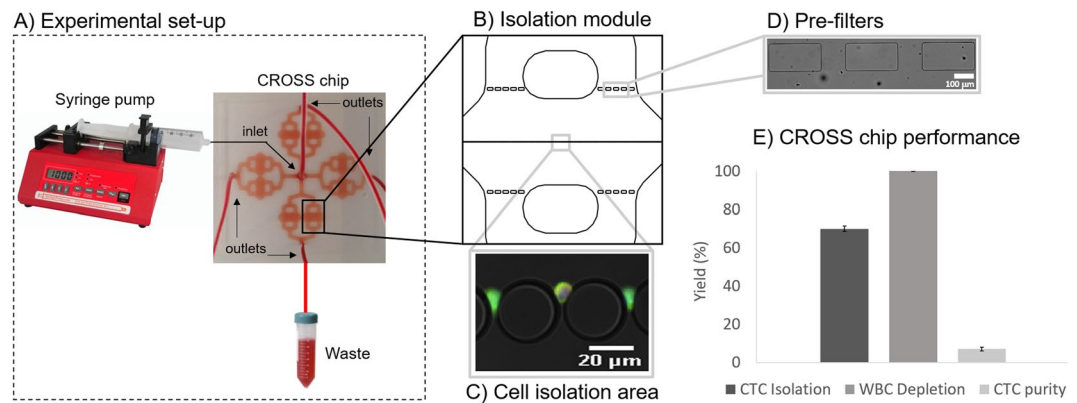 A) Experimental set-up
Syringe pump
CROSS chip
outlets
inlet
outlets
Waste
B) Isolation module
20 µm
C) Cell isolation area
D) Pre-filters
100 µm
E) CROSS chip performance
Yield (%)
100
80
60
40
20
0
CTC Isolation
WBC Depletion
CTC purity